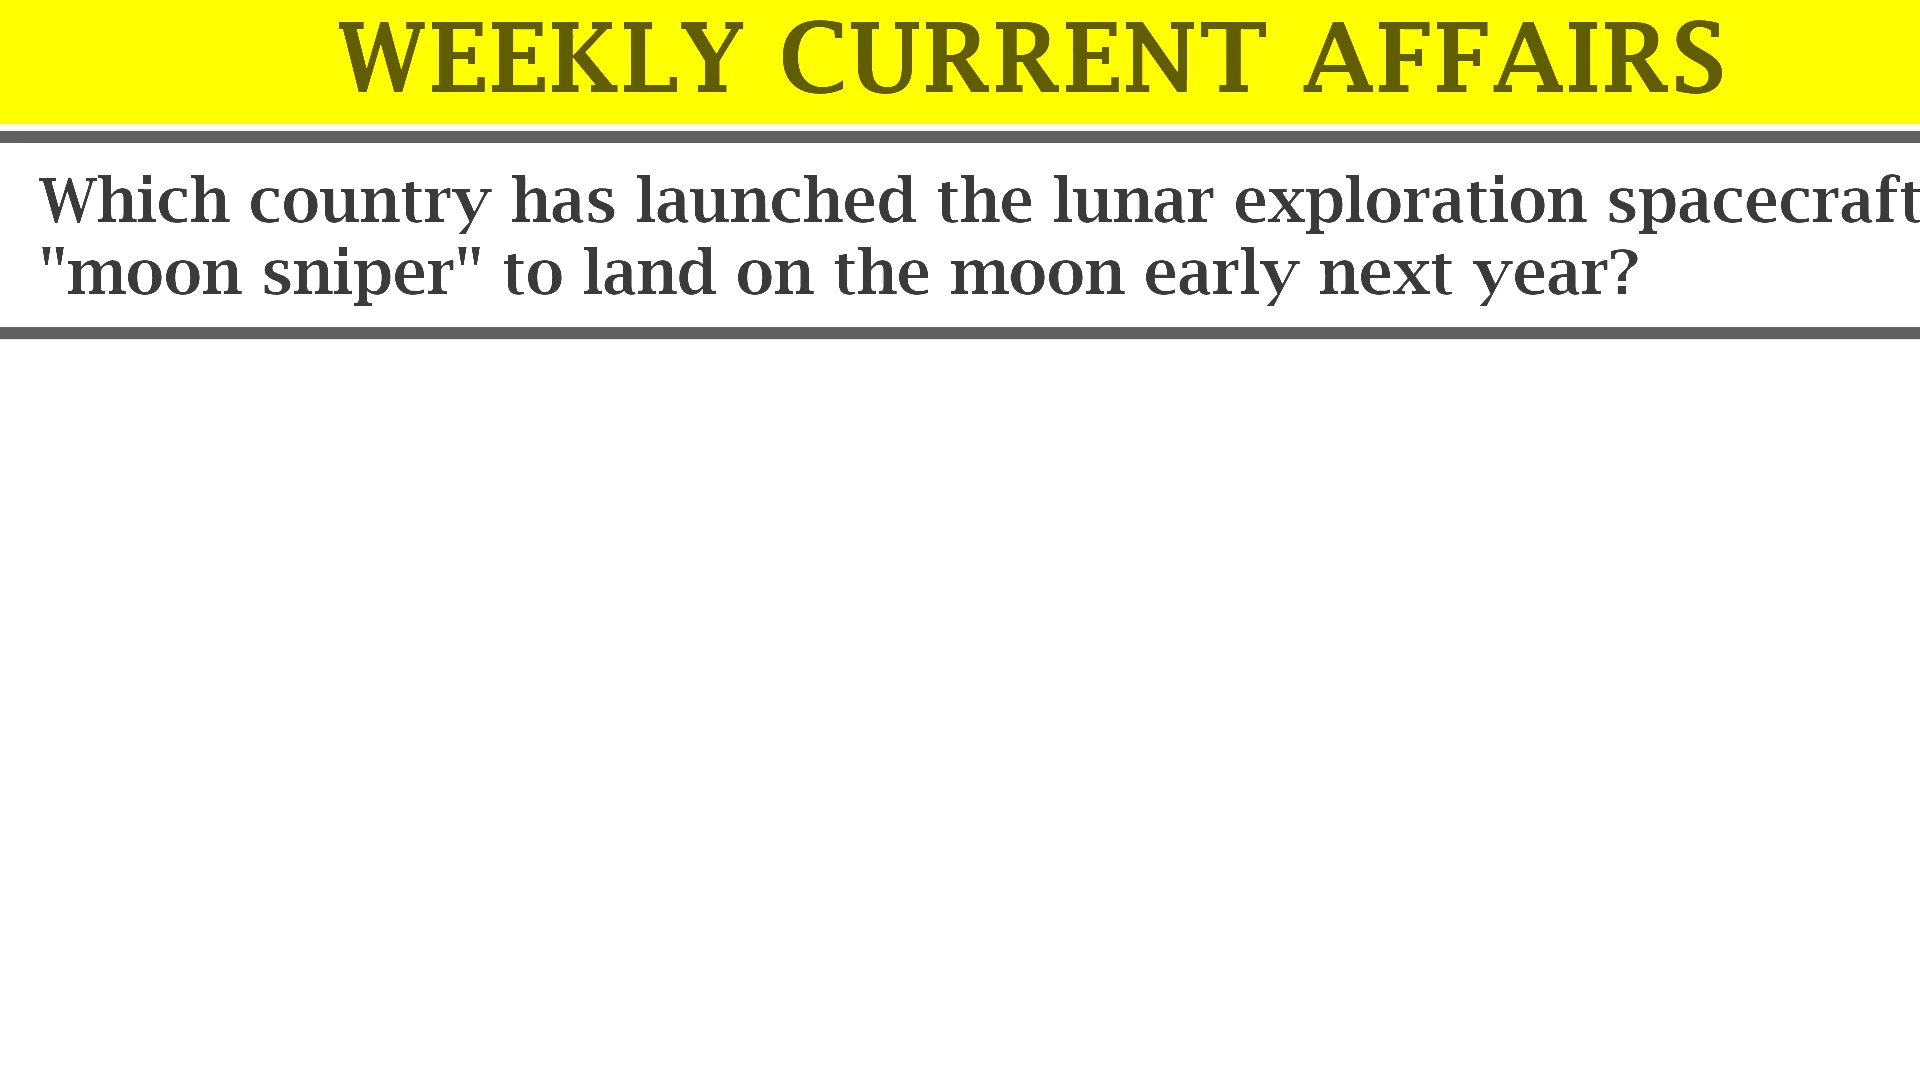 WEEKLY CURRENT AFFAIRS
Which country has launched the lunar exploration spacecraft
"moon sniper" to land on the moon early next year?